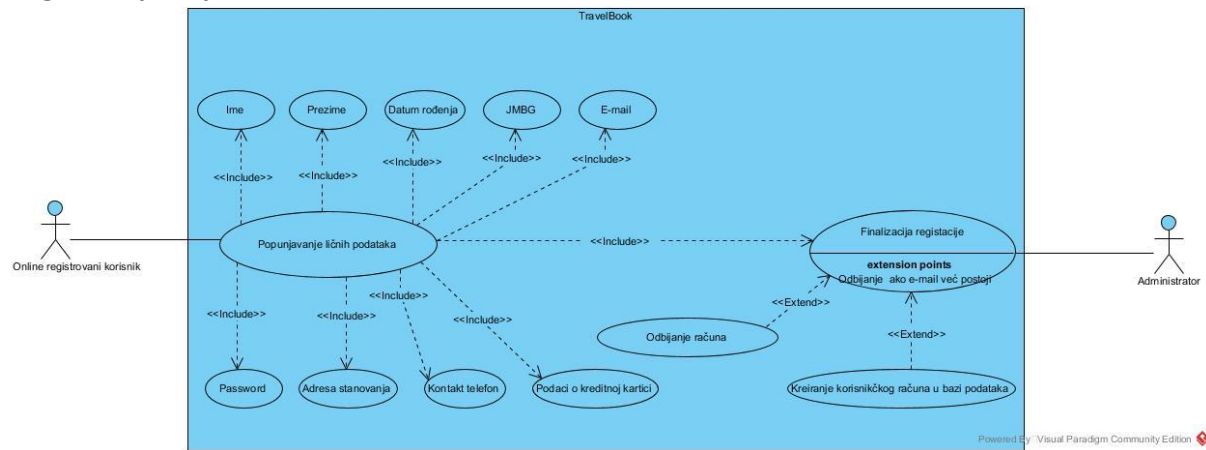 TravelBook
Ime
Prezime
Datum rođenja
JMBG
E-mail
<<Include>>
<<Include>>
<<Include>>
<<Include>>
<<Include>>
Online registrovani korisnik
Popunjavanje ličnih podataka
<<Include>>
Finalizacija registacije
extension points
Odbijanje ako e-mail već postoji
Administrator
<<Include>>
<<Include>>
<<Include>>
<<Include>>
<<Extend>>
<<Extend>>
Odbijanje računa
Password
Adresa stanovanja
Kontakt telefon
Podaci o kreditnoj kartici
Kreiranje korisnikčkog računa u bazi podataka
Powered By Visual Paradigm Community Edition